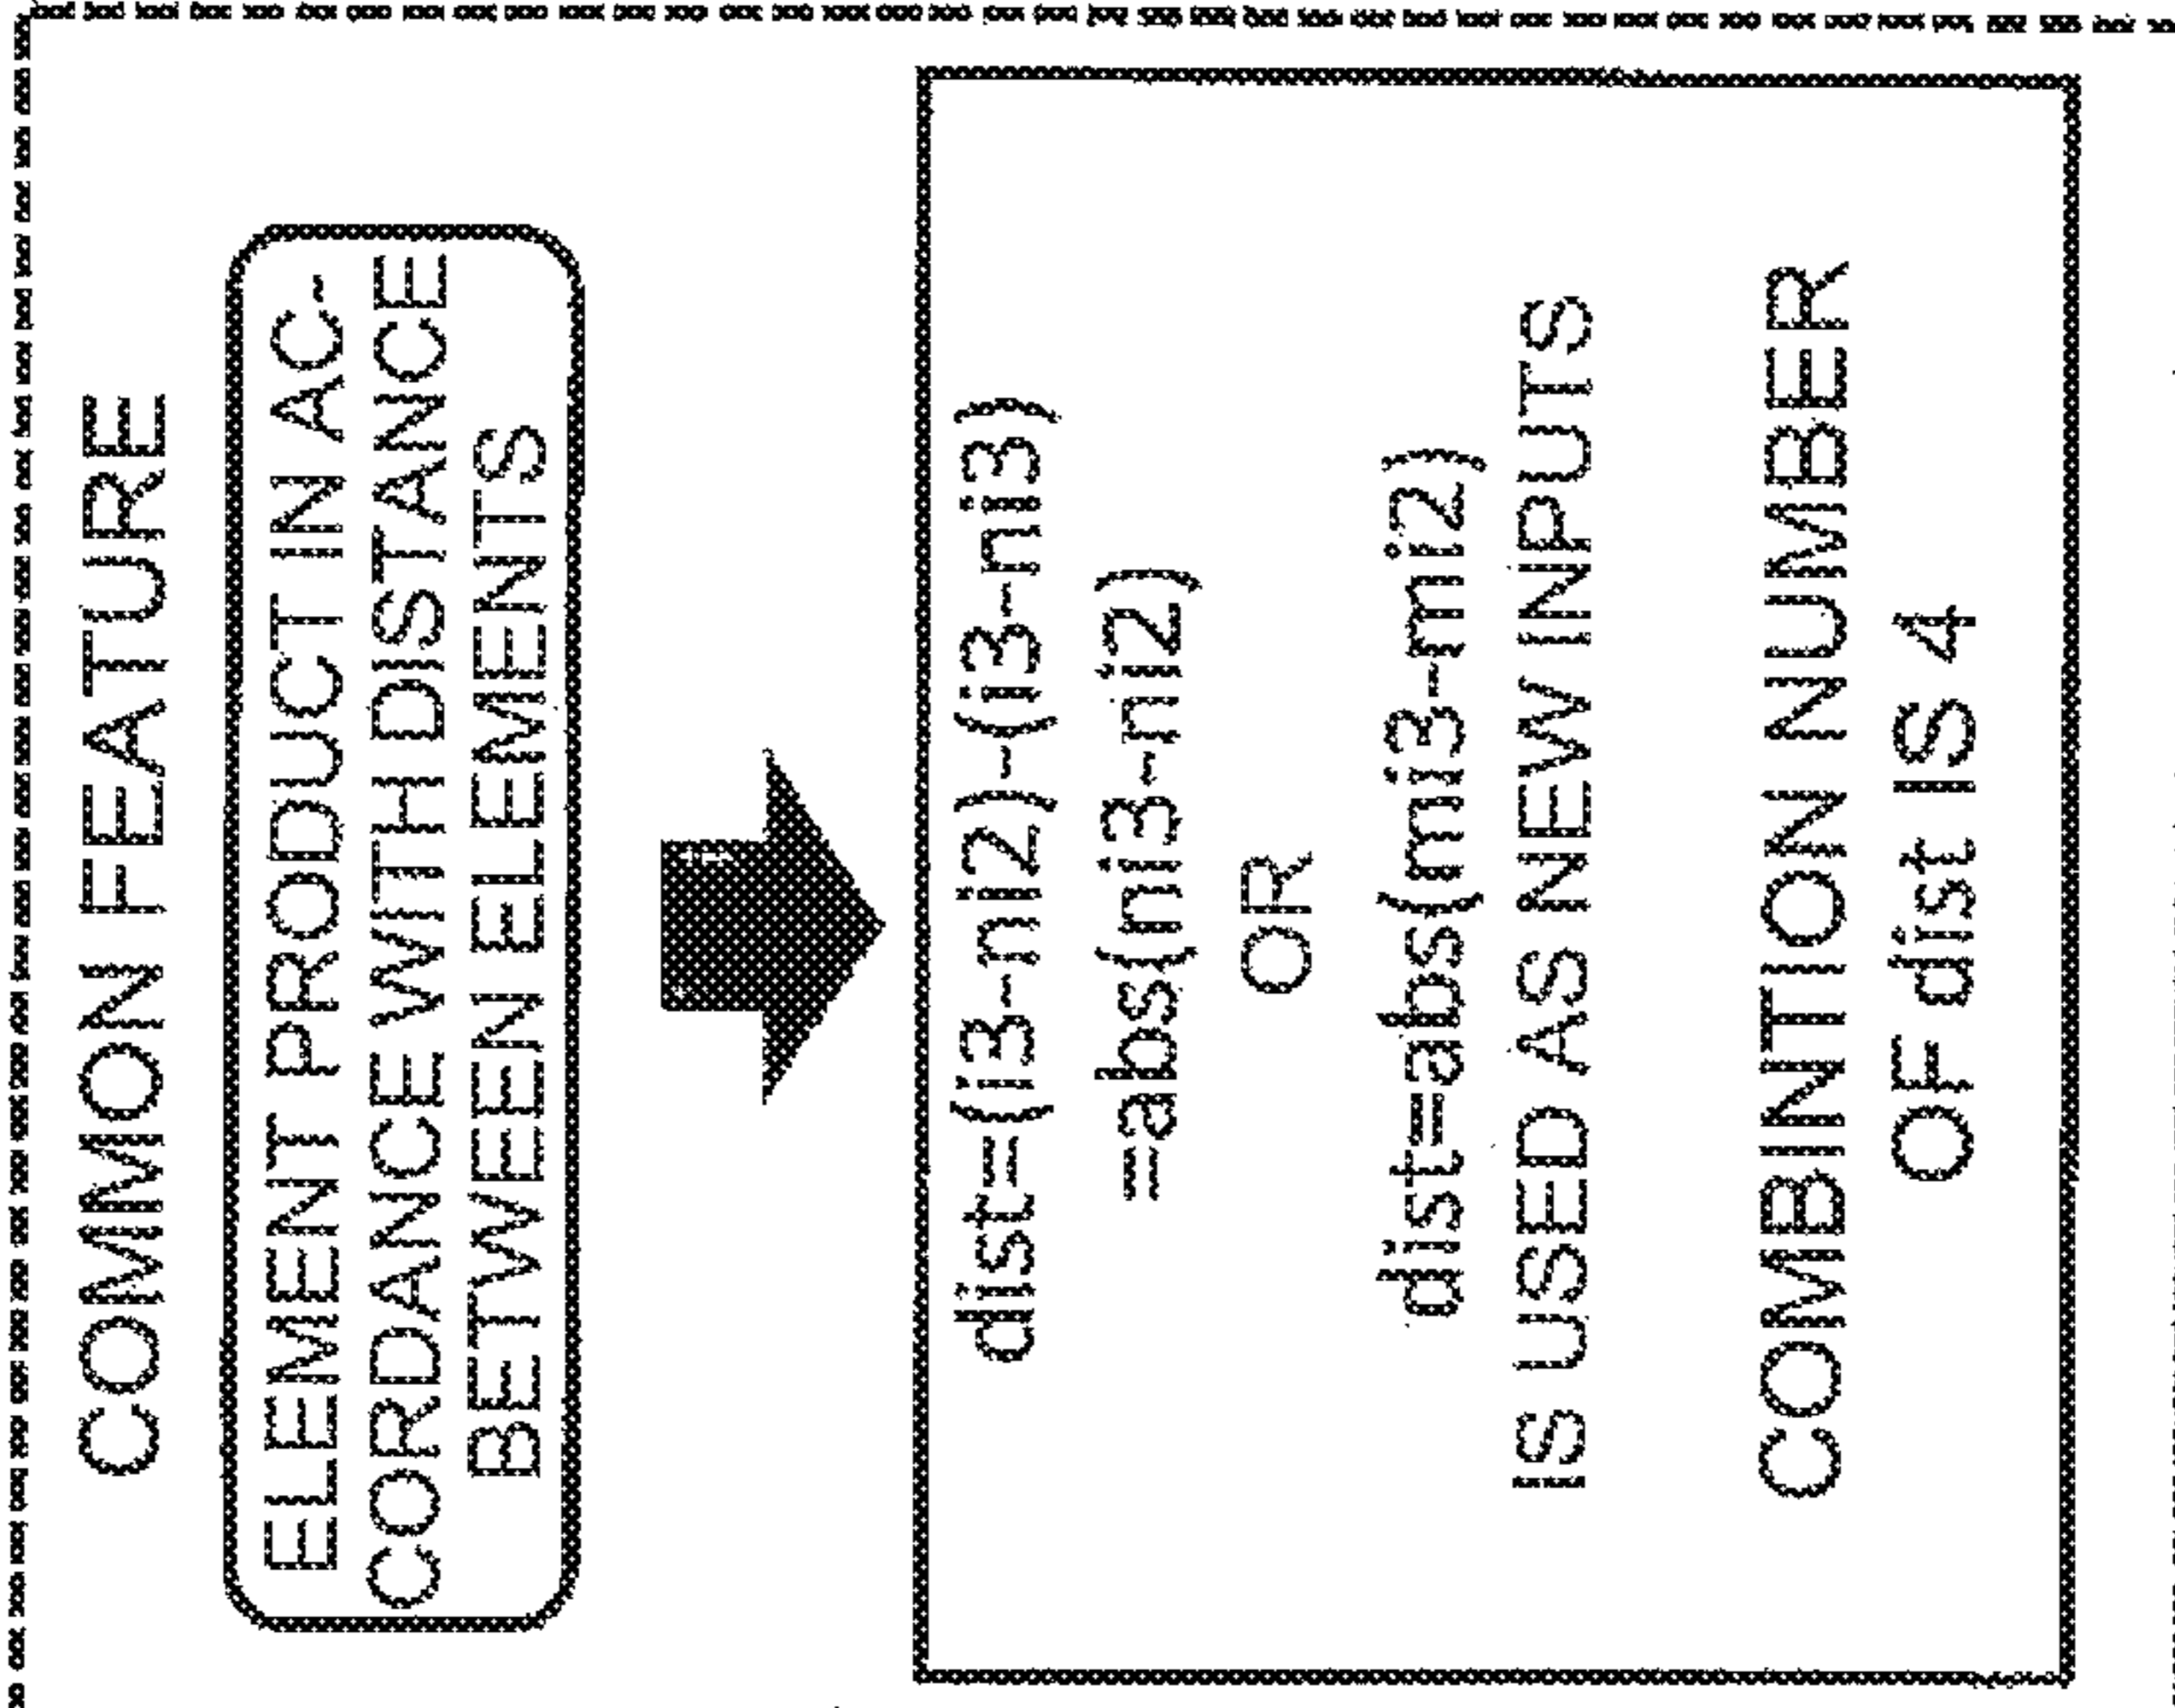 COMMON FEATURE
ELEMENT PRODUCT IN AC-
CORDANCE WITH DISTANCE
BETWEEN ELEMENTS
dist=(i3-ni2)-(i3-ni3)
=abs(ni3-ni2)
OR
dist=abs(mi3-mi2)
IS USED AS NEW INPUTS
COMBINTION NUMBER
OF dist IS 4